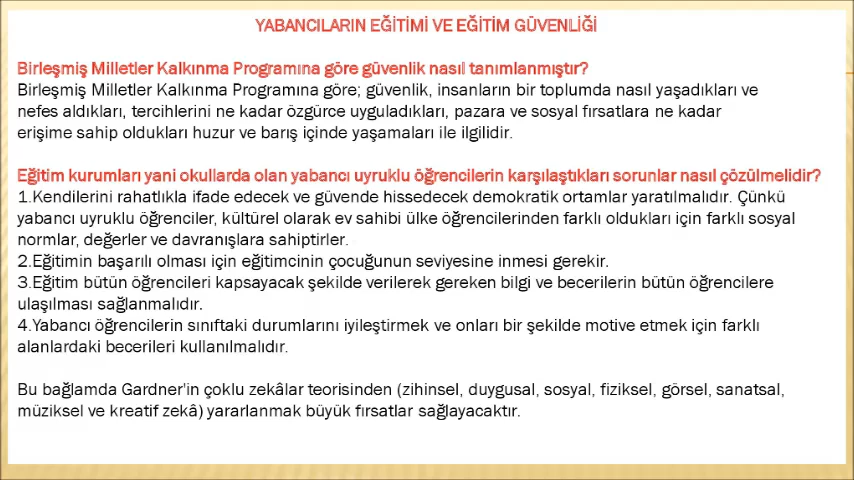 YABANCILARIN EĞİTİMİ VE EĞİTİM GÜVENLİĞİ
Birleşmiş Milletler Kalkınma Programına göre güvenlik nasıl tanımlanmıştır?
Birleşmiş Milletler Kalkınma Programına göre; güvenlik, insanların bir toplumda nasıl yaşadıkları ve
nefes aldıkları, tercihlerini ne kadar özgürce uyguladıkları, pazara ve sosyal fırsatlara ne kadar
erişime sahip oldukları huzur ve barış içinde yaşamaları ile ilgilidir.
Eğitim kurumları yani okullarda olan yabancı uyruklu öğrencilerin karşılaştıkları sorunlar nasıl çözülmelidir?
1.Kendilerini rahatlıkla ifade edecek ve güvende hissedecek demokratik ortamlar yaratılmalıdır. Çünkü
yabancı uyruklu öğrenciler, kültürel olarak ev sahibi ülke öğrencilerinden farklı oldukları için farklı sosyal
normlar, değerler ve davranışlara sahiptirler.
2.Eğitimin başarılı olması için eğitimcinin çocuğunun seviyesine inmesi gerekir.
3.Eğitim bütün öğrencileri kapsayacak şekilde verilerek gereken bilgi ve becerilerin bütün öğrencilere
ulaşılması sağlanmalıdır.
4.Yabancı öğrencilerin sınıftaki durumlarını iyileştirmek ve onları bir şekilde motive etmek için farklı
alanlardaki becerileri kullanılmalıdır.
Bu bağlamda Gardner'in çoklu zekâlar teorisinden (zihinsel, duygusal, sosyal, fiziksel, görsel, sanatsal,
müziksel ve kreatif zekâ) yararlanmak büyük fırsatlar sağlayacaktır.